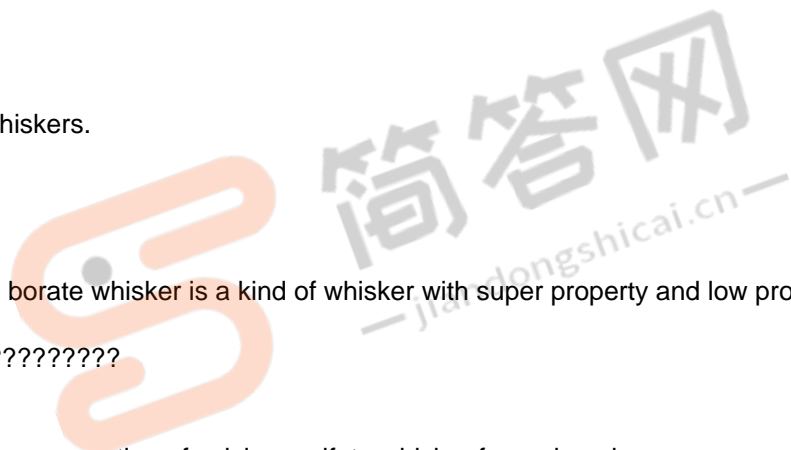 hiskers.
简答网
jiandongshicai.cn
borate whisker is a kind of whisker with super property and low pro
?????????